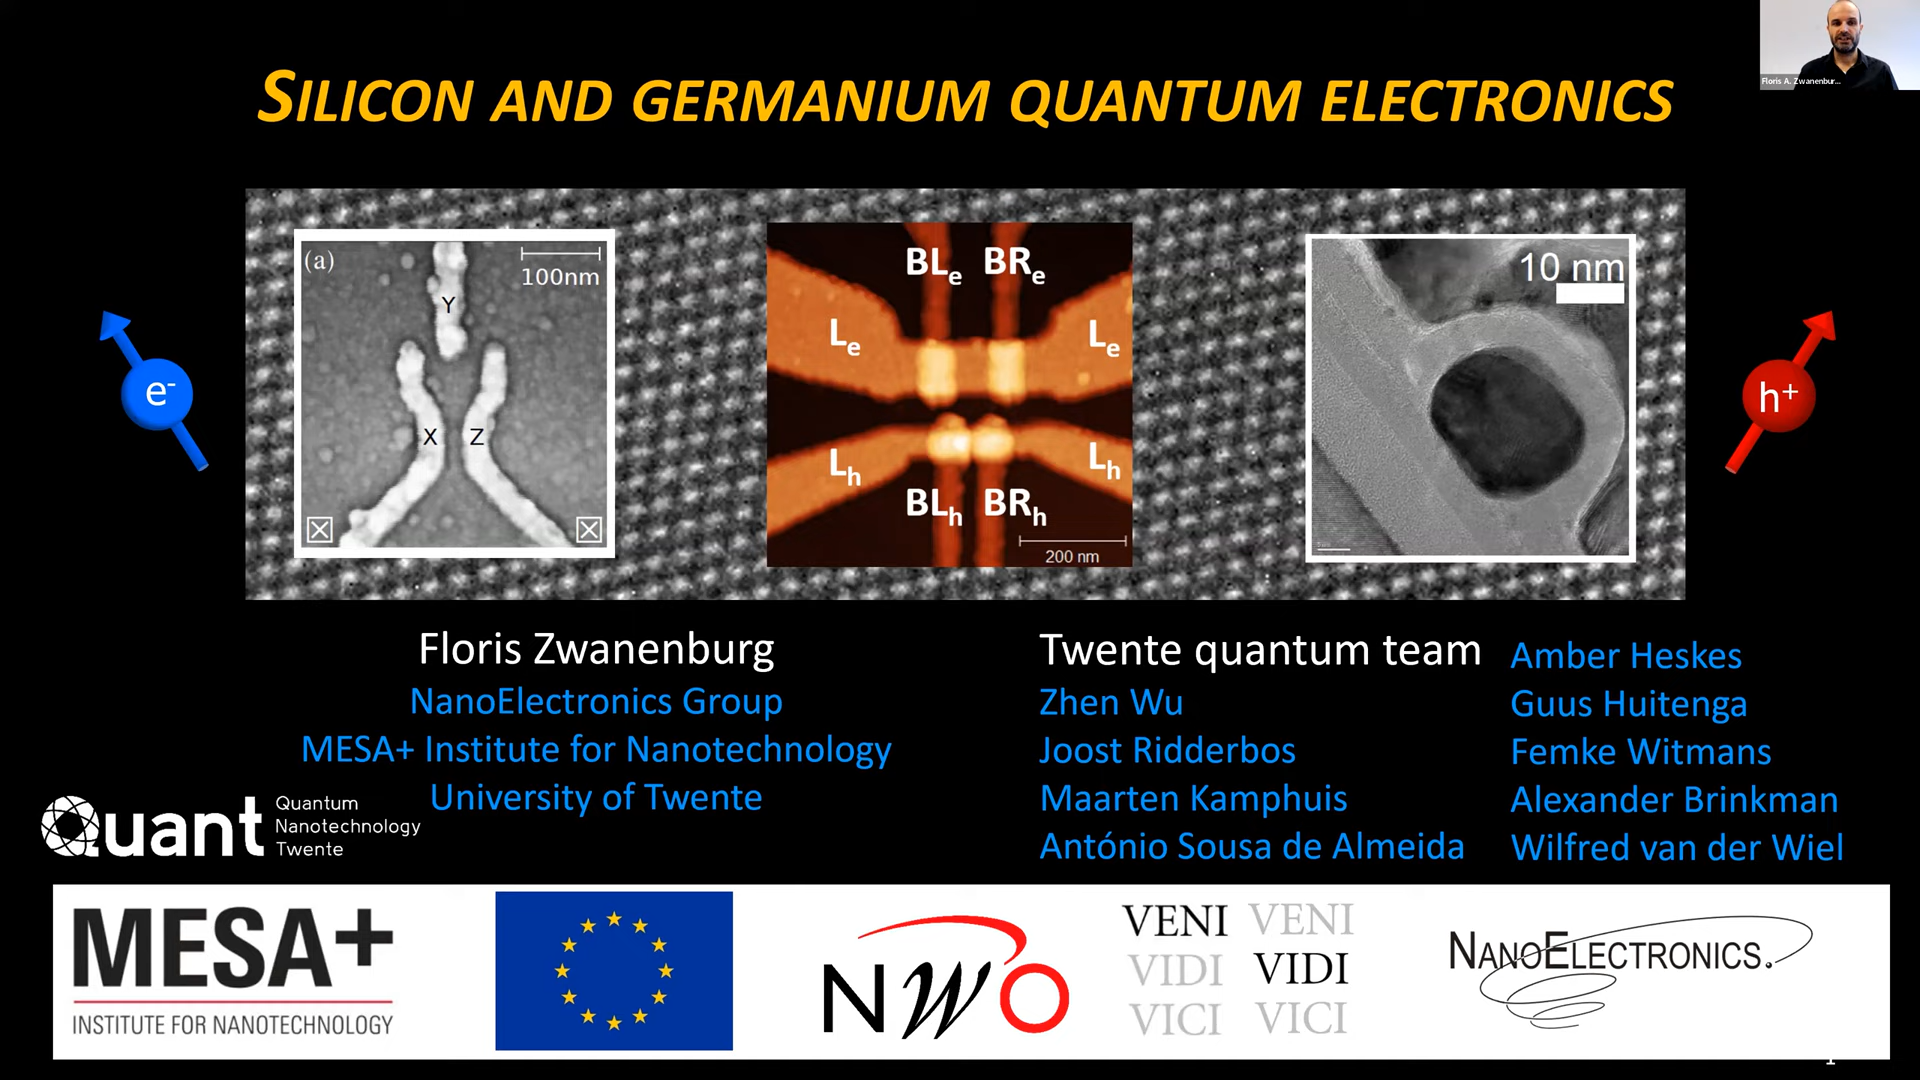 Floris A. Zwanenbur...
SILICON AND GERMANIUM QUANTUM ELECTRONICS
(a)
100nm
Y
X Z
BLe BRe
Le Le
Lh Lh
BLh BRh
200 nm
10 nm
e-
h+
Floris Zwanenburg
NanoElectronics Group
MESA+ Institute for Nanotechnology
University of Twente
Twente quantum team
Zhen Wu
Joost Ridderbos
Maarten Kamphuis
António Sousa de Almeida
Amber Heskes
Guus Huitenga
Femke Witmans
Alexander Brinkman
Wilfred van der Wiel
Quant
Quantum
Nanotechnology
Twente
MESA+
INSTITUTE FOR NANOTECHNOLOGY
NWO
VENI VENI
VIDI VIDI
VICI VICI
NANOELECTRONICS.
1